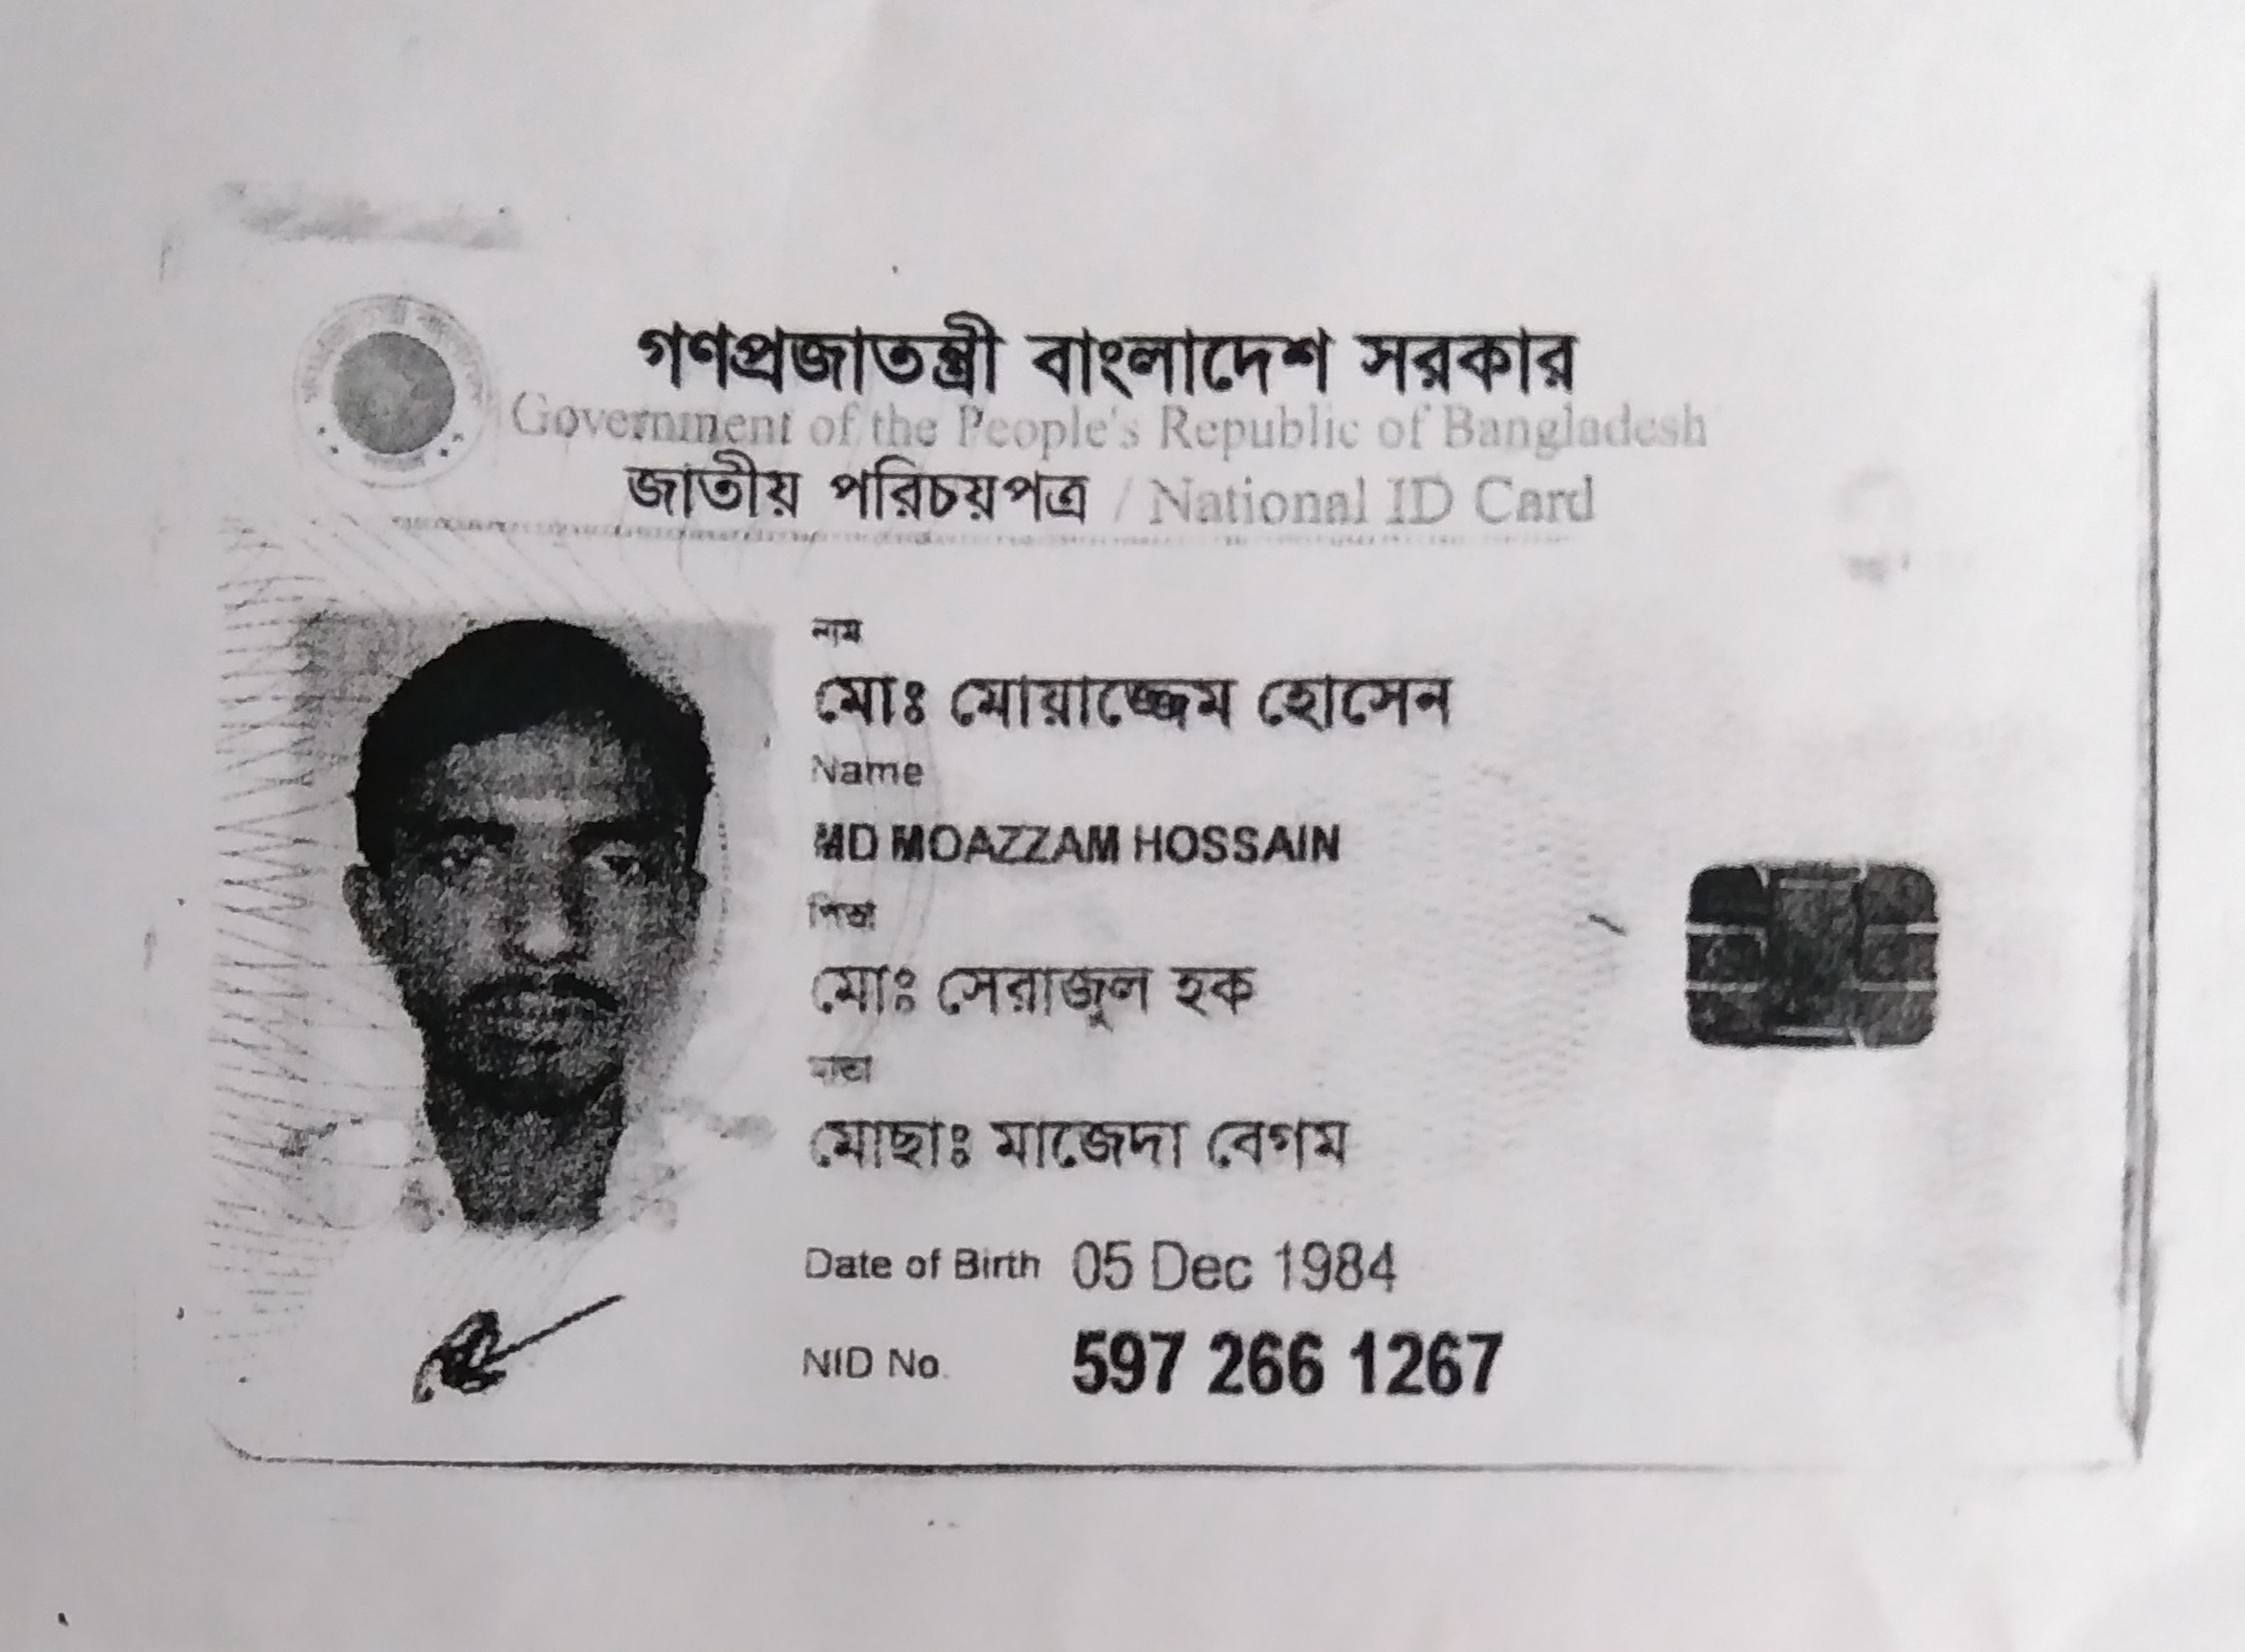 গণপ্রজাতন্ত্রী বাংলাদেশ সরকার
Government of the People's Republic of Bangladesh
জাতীয় পরিচয়পত্র / National ID Card
নাম
মোঃ মোয়াজ্জেম হোসেন
Name
MD MOAZZAM HOSSAIN
পিতা
মোঃ সেরাজুল হক
মাতা
মোছাঃ মাজেদা বেগম
Date of Birth 05 Dec 1984
NID No. 597 266 1267